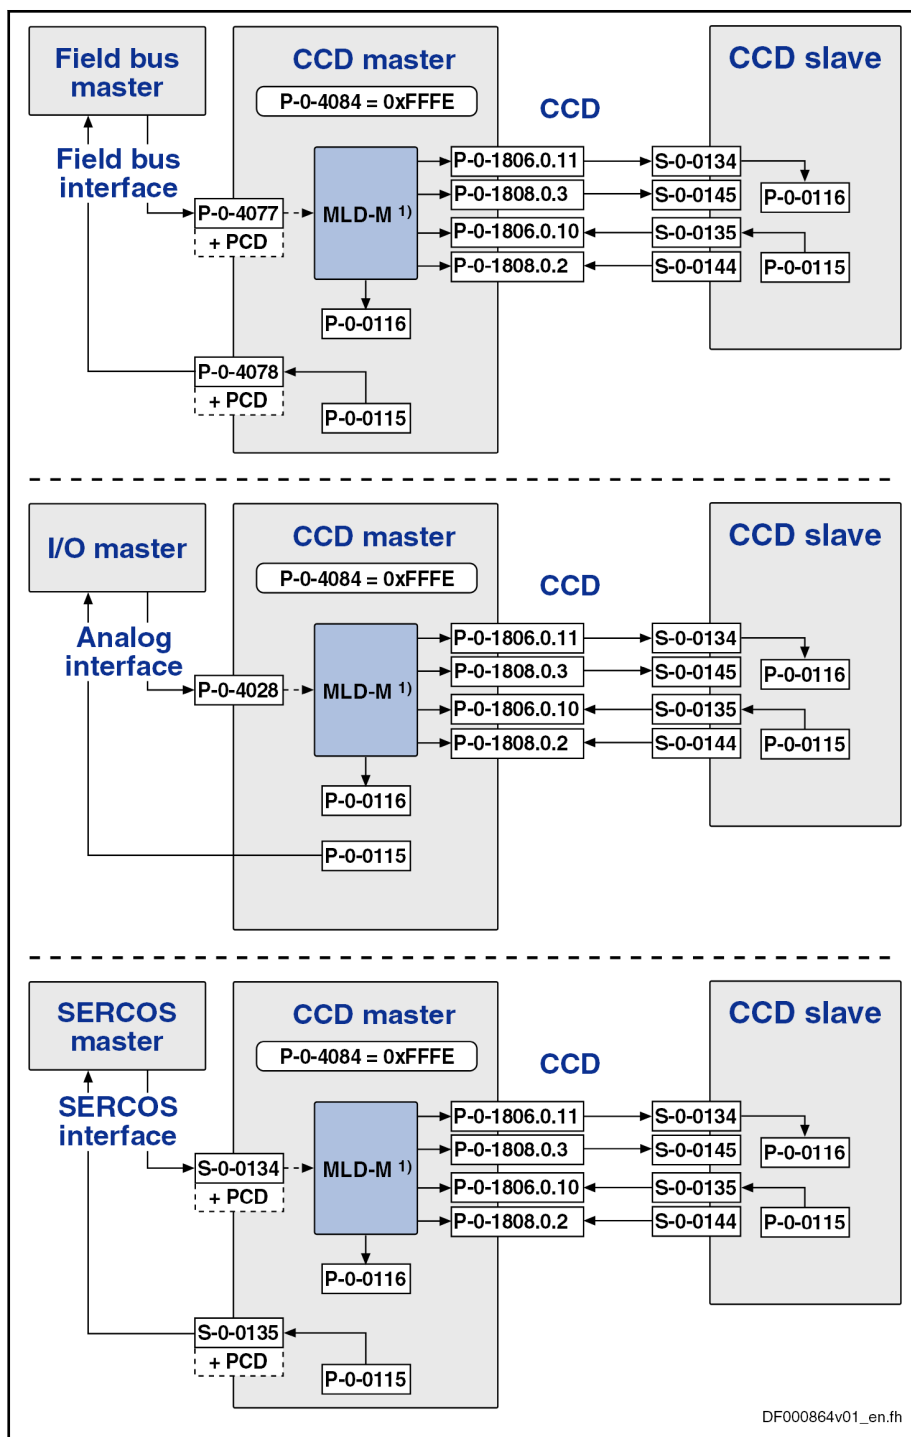 Field bus
master
CCD master
CCD slave
P-0-4084 = 0xFFFE
CCD
Field bus
interface
P-0-4077
+ PCD
MLD-M 1)
P-0-1806.0.11
P-0-1808.0.3
P-0-1806.0.10
P-0-1808.0.2
S-0-0134
S-0-0145
S-0-0135
S-0-0144
P-0-0116
P-0-0115
P-0-0116
P-0-4078
+ PCD
P-0-0115
I/O master
CCD master
CCD slave
P-0-4084 = 0xFFFE
CCD
Analog
interface
P-0-4028
MLD-M 1)
P-0-1806.0.11
P-0-1808.0.3
P-0-1806.0.10
P-0-1808.0.2
S-0-0134
S-0-0145
S-0-0135
S-0-0144
P-0-0116
P-0-0115
P-0-0116
P-0-0115
SERCOS
master
CCD master
CCD slave
P-0-4084 = 0xFFFE
CCD
SERCOS
interface
S-0-0134
+ PCD
MLD-M 1)
P-0-1806.0.11
P-0-1808.0.3
P-0-1806.0.10
P-0-1808.0.2
S-0-0134
S-0-0145
S-0-0135
S-0-0144
P-0-0116
P-0-0115
P-0-0116
S-0-0135
+ PCD
P-0-0115
DF000864v01_en.fh